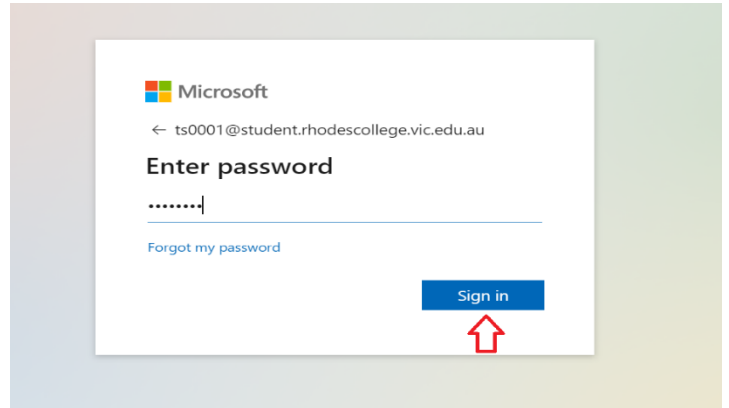 Microsoft
← ts0001@student.rhodescollege.vic.edu.au
Enter password
••••••••
Forgot my password
Sign in